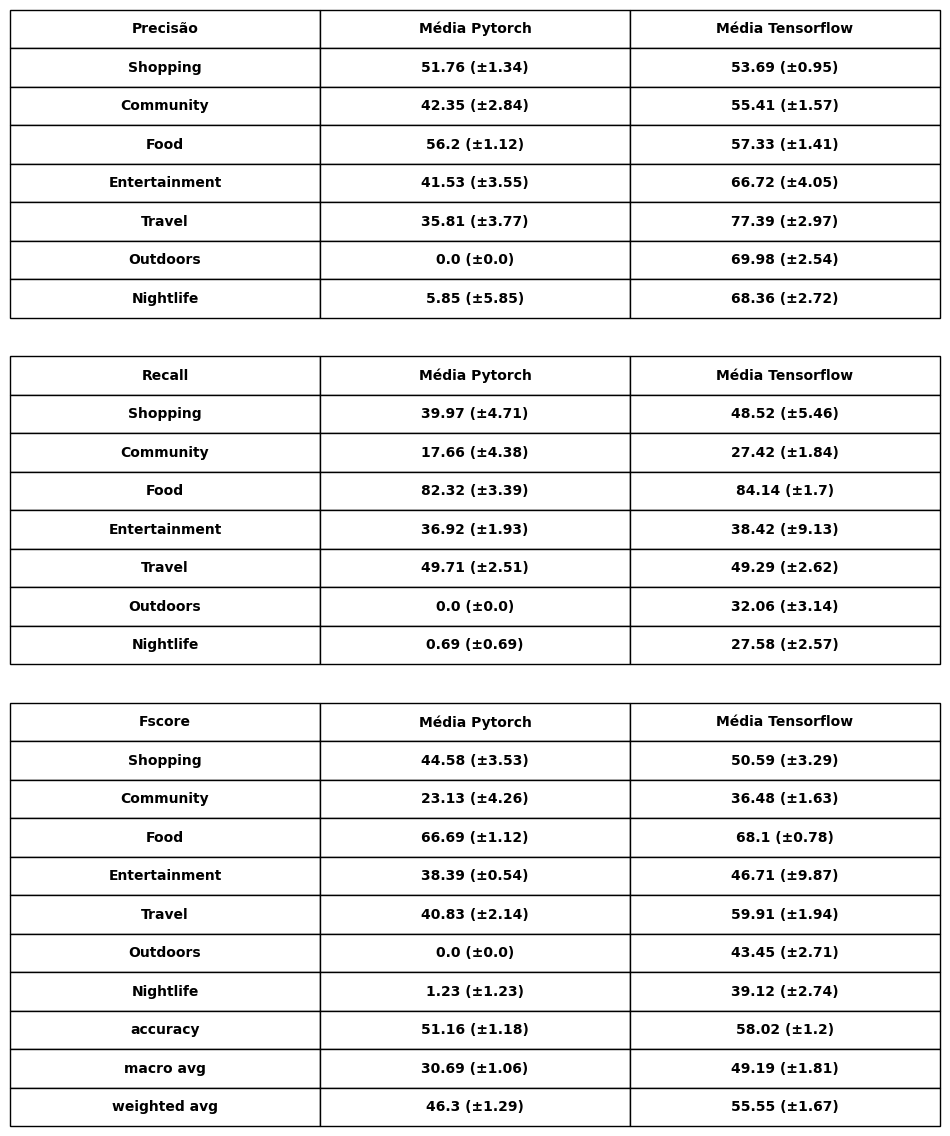 Precisão Média Pytorch Média Tensorflow
Shopping 51.76 (±1.34) 53.69 (±0.95)
Community 42.35 (±2.84) 55.41 (±1.57)
Food 56.2 (±1.12) 57.33 (±1.41)
Entertainment 41.53 (±3.55) 66.72 (±4.05)
Travel 35.81 (±3.77) 77.39 (±2.97)
Outdoors 0.0 (±0.0) 69.98 (±2.54)
Nightlife 5.85 (±5.85) 68.36 (±2.72)
Recall Média Pytorch Média Tensorflow
Shopping 39.97 (±4.71) 48.52 (±5.46)
Community 17.66 (±4.38) 27.42 (±1.84)
Food 82.32 (±3.39) 84.14 (±1.7)
Entertainment 36.92 (±1.93) 38.42 (±9.13)
Travel 49.71 (±2.51) 49.29 (±2.62)
Outdoors 0.0 (±0.0) 32.06 (±3.14)
Nightlife 0.69 (±0.69) 27.58 (±2.57)
Fscore Média Pytorch Média Tensorflow
Shopping 44.58 (±3.53) 50.59 (±3.29)
Community 23.13 (±4.26) 36.48 (±1.63)
Food 66.69 (±1.12) 68.1 (±0.78)
Entertainment 38.39 (±0.54) 46.71 (±9.87)
Travel 40.83 (±2.14) 59.91 (±1.94)
Outdoors 0.0 (±0.0) 43.45 (±2.71)
Nightlife 1.23 (±1.23) 39.12 (±2.74)
accuracy 51.16 (±1.18) 58.02 (±1.2)
macro avg 30.69 (±1.06) 49.19 (±1.81)
weighted avg 46.3 (±1.29) 55.55 (±1.67)